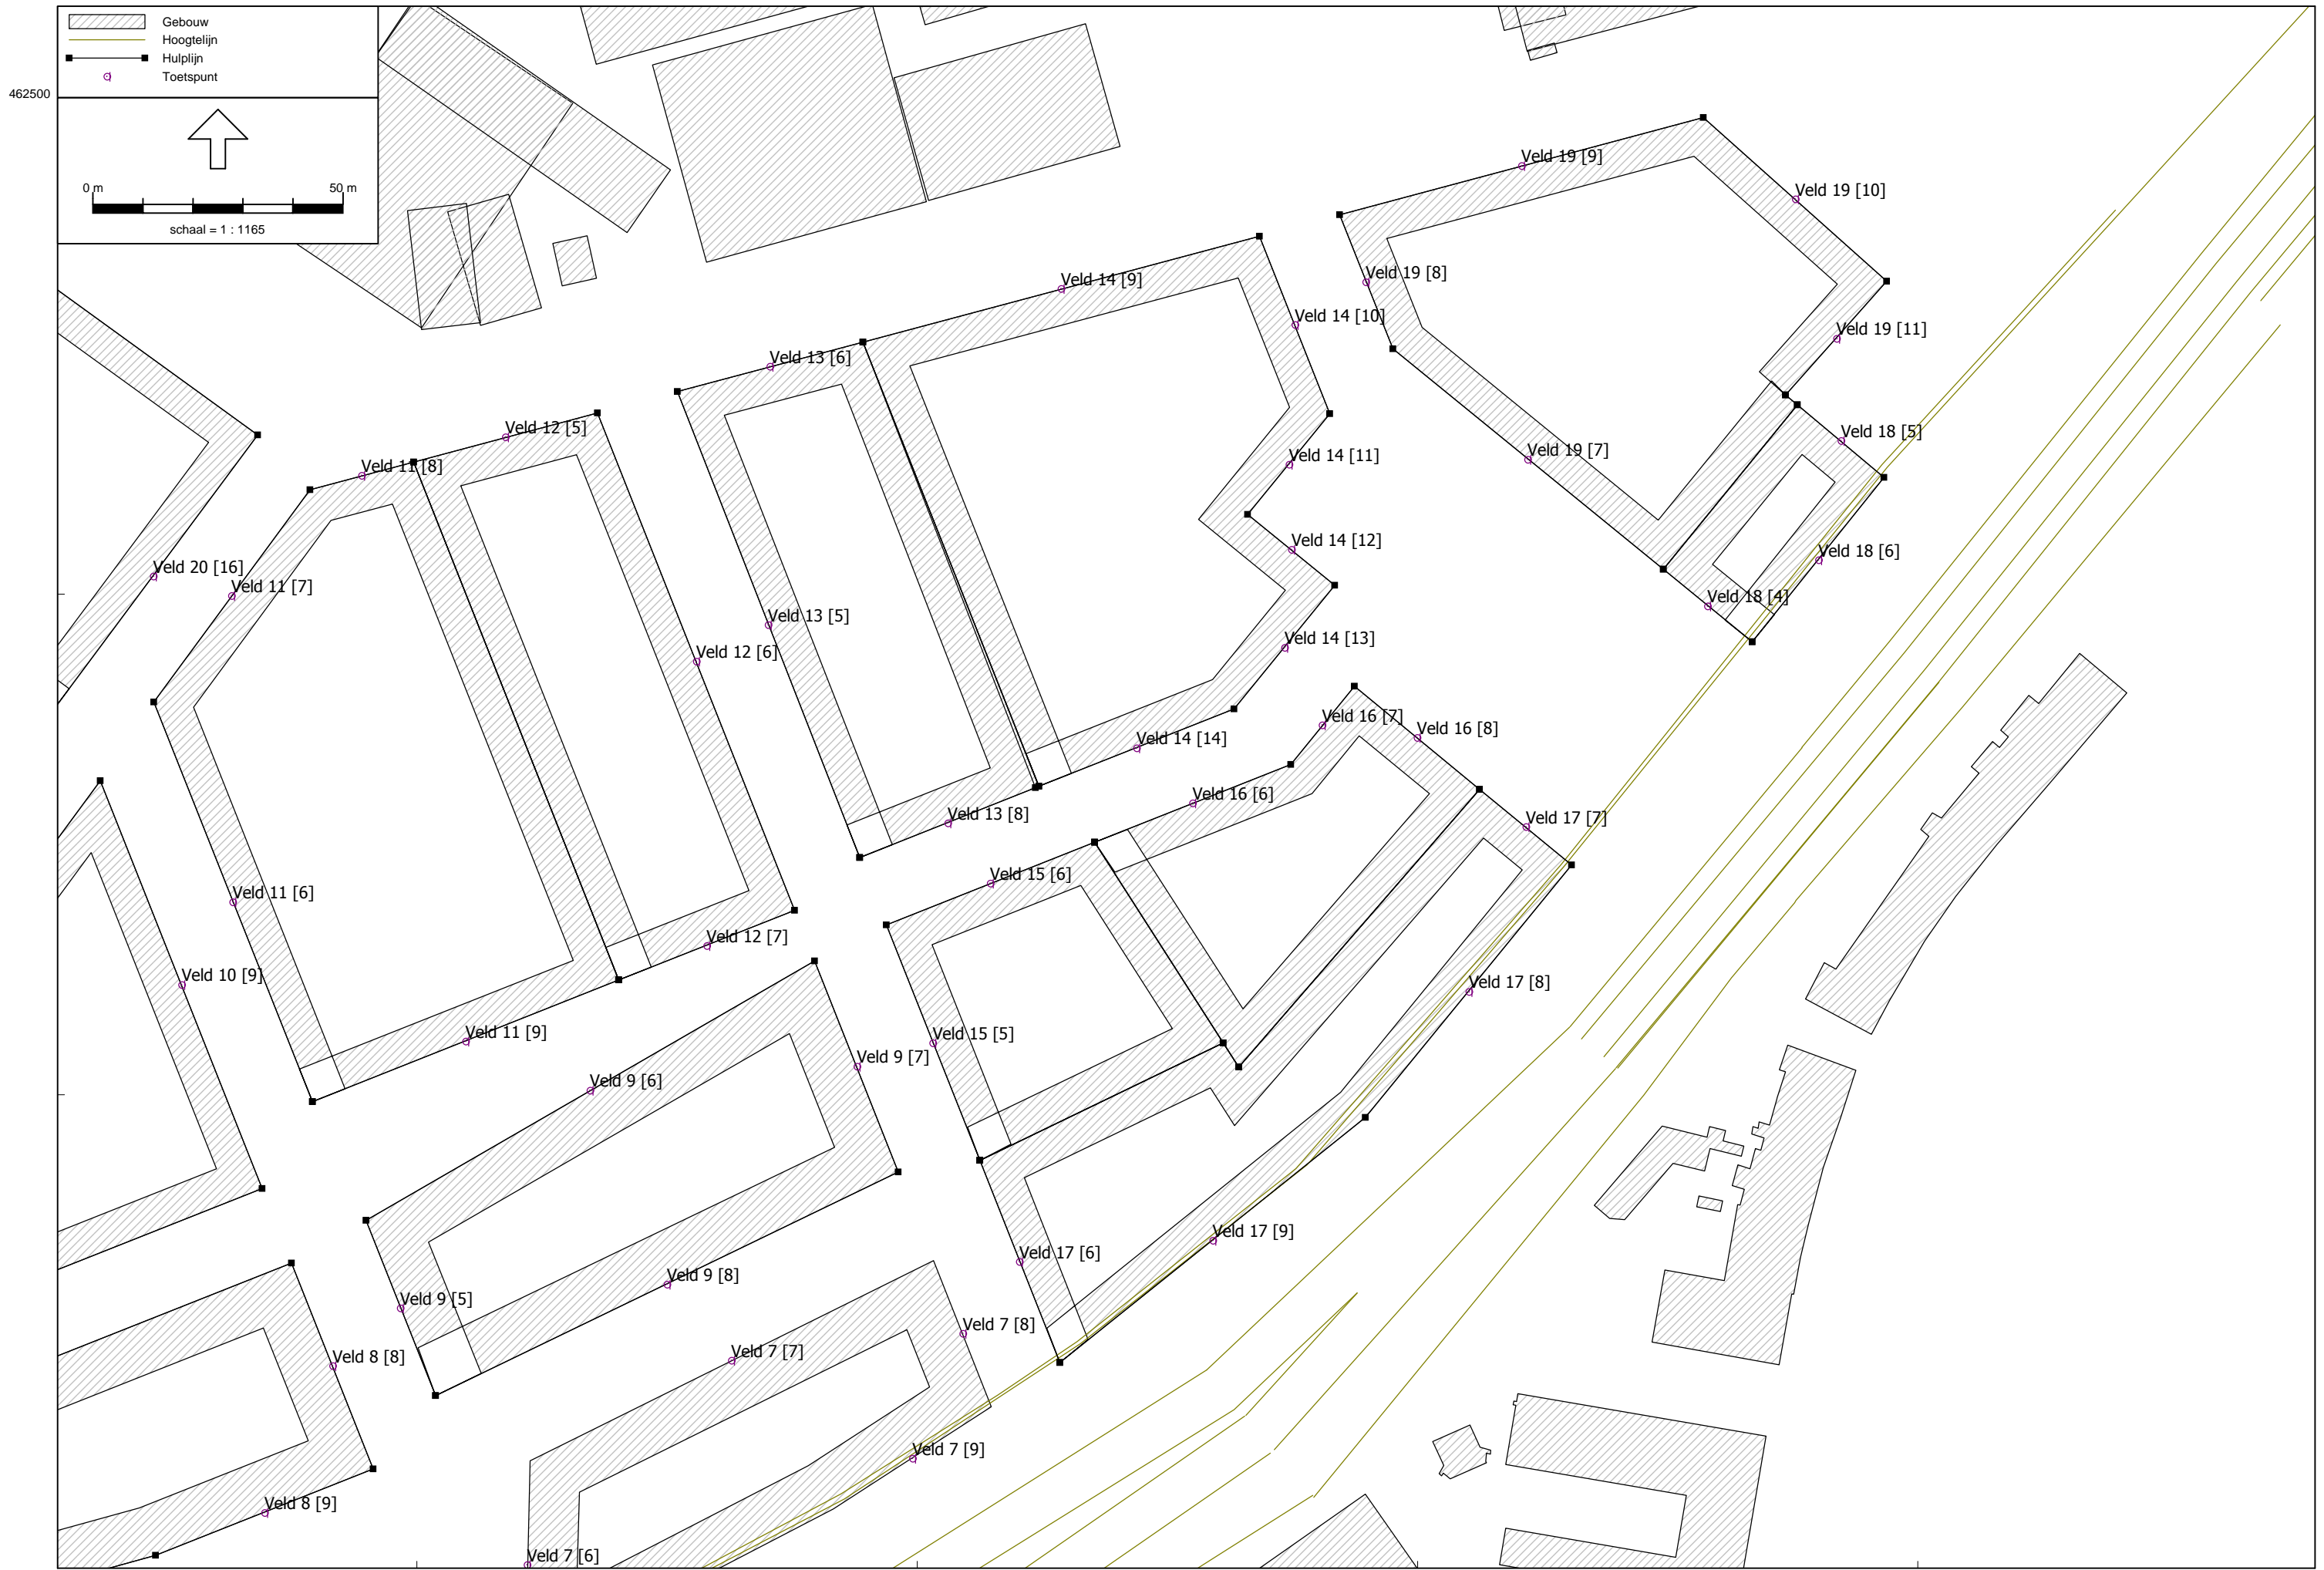 Gebouw
Hoogtelijn
Hulplijn
Toetspunt
462500
0 m 50 m
schaal = 1 : 1165
Veld 19 [9]
Veld 19 [10]
Veld 19 [8]
Veld 14 [9]
Veld 14 [10]
Veld 19 [11]
Veld 13 [6]
Veld 12 [5]
Veld 18 [5]
Veld 11 [8]
Veld 14 [11]
Veld 19 [7]
Veld 14 [12]
Veld 18 [6]
Veld 20 [16]
Veld 11 [7]
Veld 18 [4]
Veld 13 [5]
Veld 14 [13]
Veld 12 [6]
Veld 16 [7]
Veld 16 [8]
Veld 14 [14]
Veld 16 [6]
Veld 13 [8]
Veld 17 [7]
Veld 15 [6]
Veld 11 [6]
Veld 12 [7]
Veld 10 [9]
Veld 17 [8]
Veld 11 [9]
Veld 15 [5]
Veld 9 [7]
Veld 9 [6]
Veld 17 [9]
Veld 17 [6]
Veld 9 [8]
Veld 9 [5]
Veld 7 [8]
Veld 7 [7]
Veld 8 [8]
Veld 7 [9]
Veld 8 [9]
Veld 7 [6]